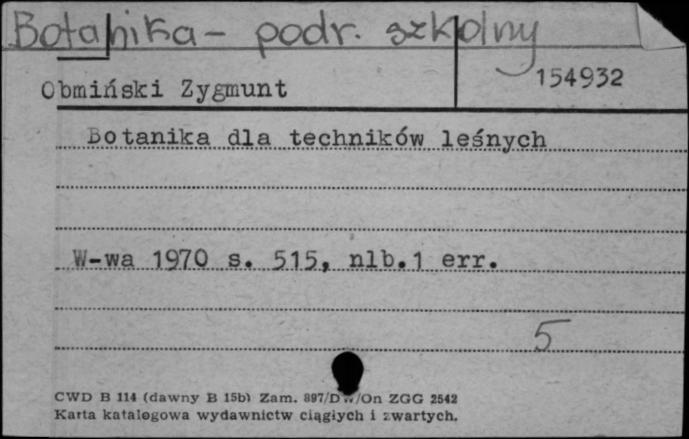 Botanika - podr. szkolny
154932
Obmiński Zygmunt
Botanika dla techników leśnych
W-wa 1970 s. 515, nlb.1 err.
5
CWD B 114 (dawny B 15b) Zam. 897/DW/On ZGG 2542
Karta katalogowa wydawnictw ciągłych i zwartych.